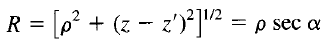 R = [ρ² + (z − z′)²]^{1/2} = ρ sec α